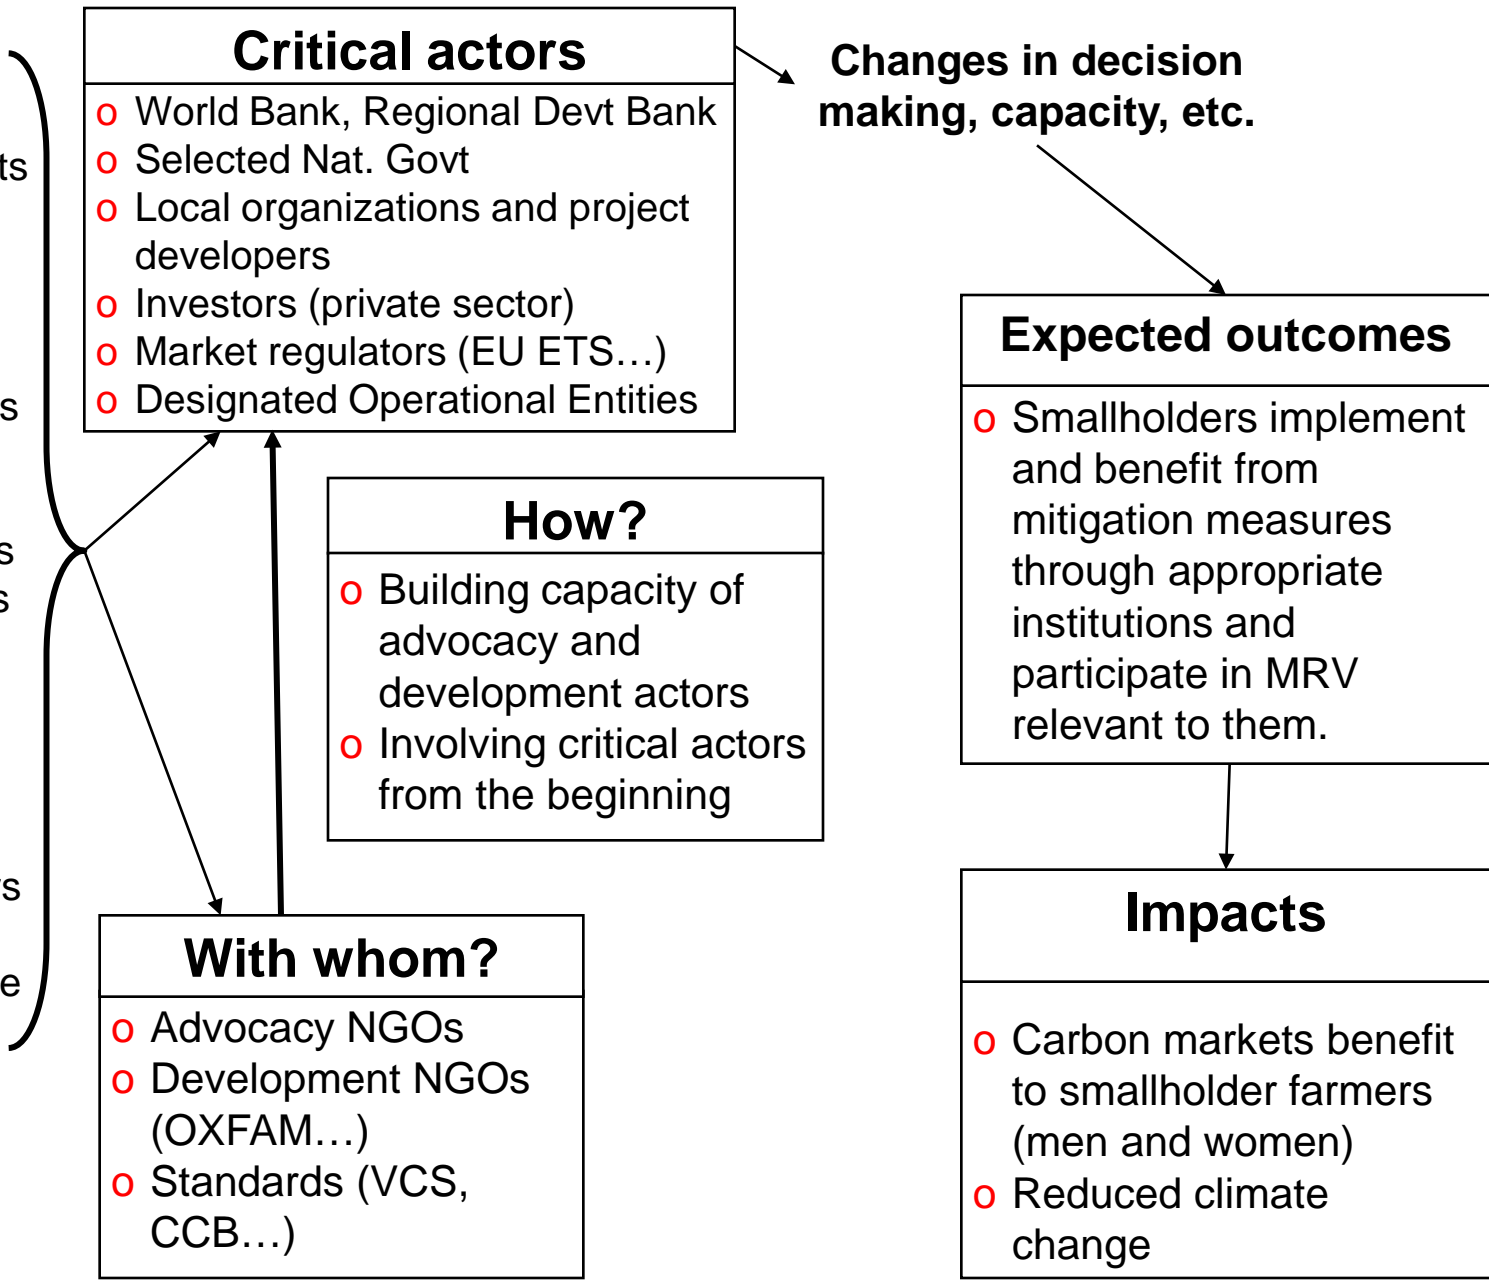 Critical actors
o World Bank, Regional Devt Bank
o Selected Nat. Govt
o Local organizations and project
developers
o Investors (private sector)
o Market regulators (EU ETS…)
o Designated Operational Entities
Changes in decision
making, capacity, etc.
How?
o Building capacity of
advocacy and
development actors
o Involving critical actors
from the beginning
With whom?
o Advocacy NGOs
o Development NGOs
(OXFAM…)
o Standards (VCS,
CCB…)
Expected outcomes
o Smallholders implement
and benefit from
mitigation measures
through appropriate
institutions and
participate in MRV
relevant to them.
Impacts
o Carbon markets benefit
to smallholder farmers
(men and women)
o Reduced climate
change